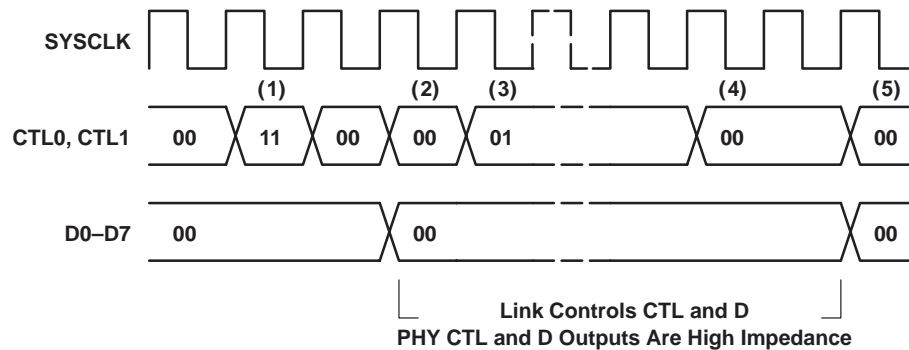 SYSCLK
(1) (2) (3) (4) (5)
CTL0, CTL1 00 11 00 00 01 00 00
D0–D7 00 00 00
Link Controls CTL and D
PHY CTL and D Outputs Are High Impedance